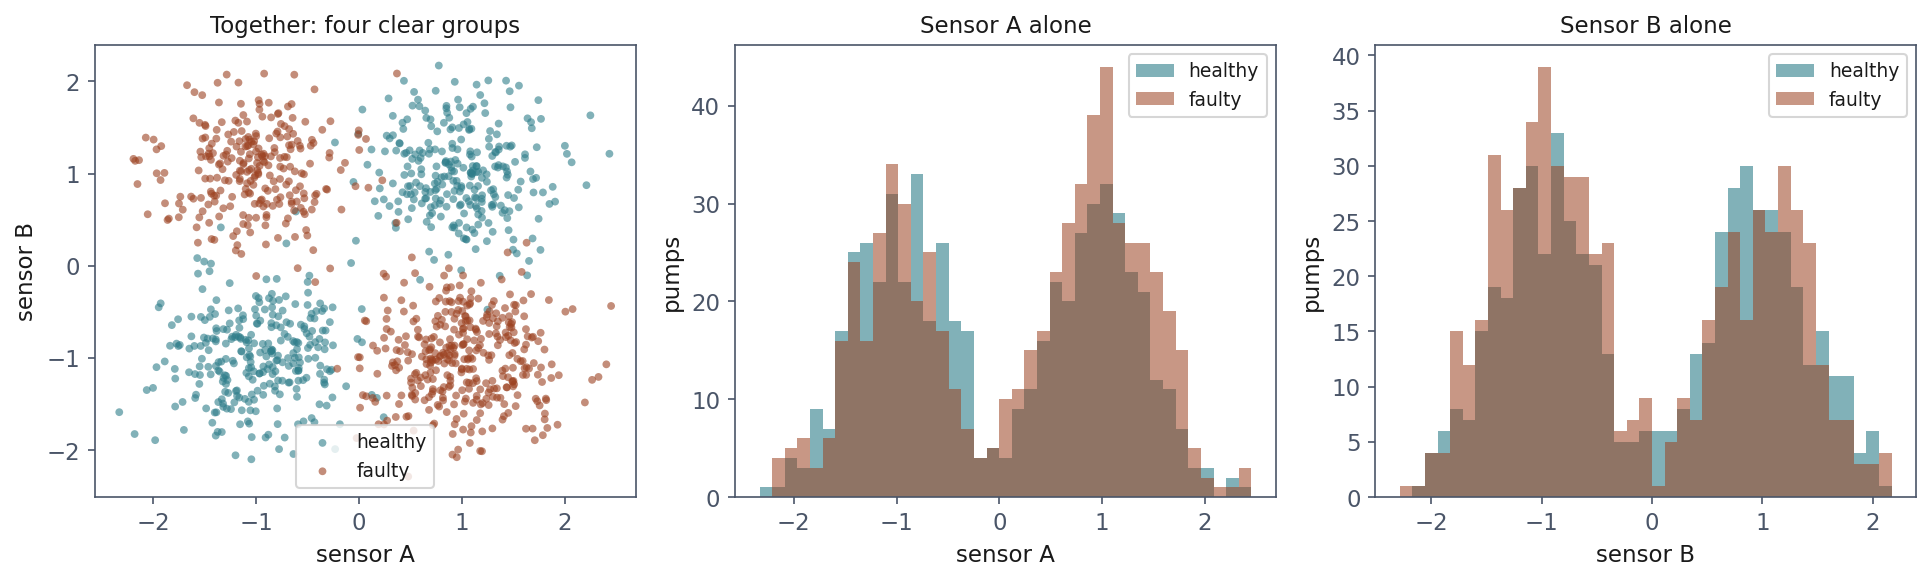 Together: four clear groups
sensor B
2
1
0
−1
−2
−2
−1
0
1
2
sensor A
healthy
faulty
Sensor A alone
pumps
40
30
20
10
0
−2
−1
0
1
2
sensor A
healthy
faulty
Sensor B alone
pumps
40
35
30
25
20
15
10
5
0
−2
−1
0
1
2
sensor B
healthy
faulty